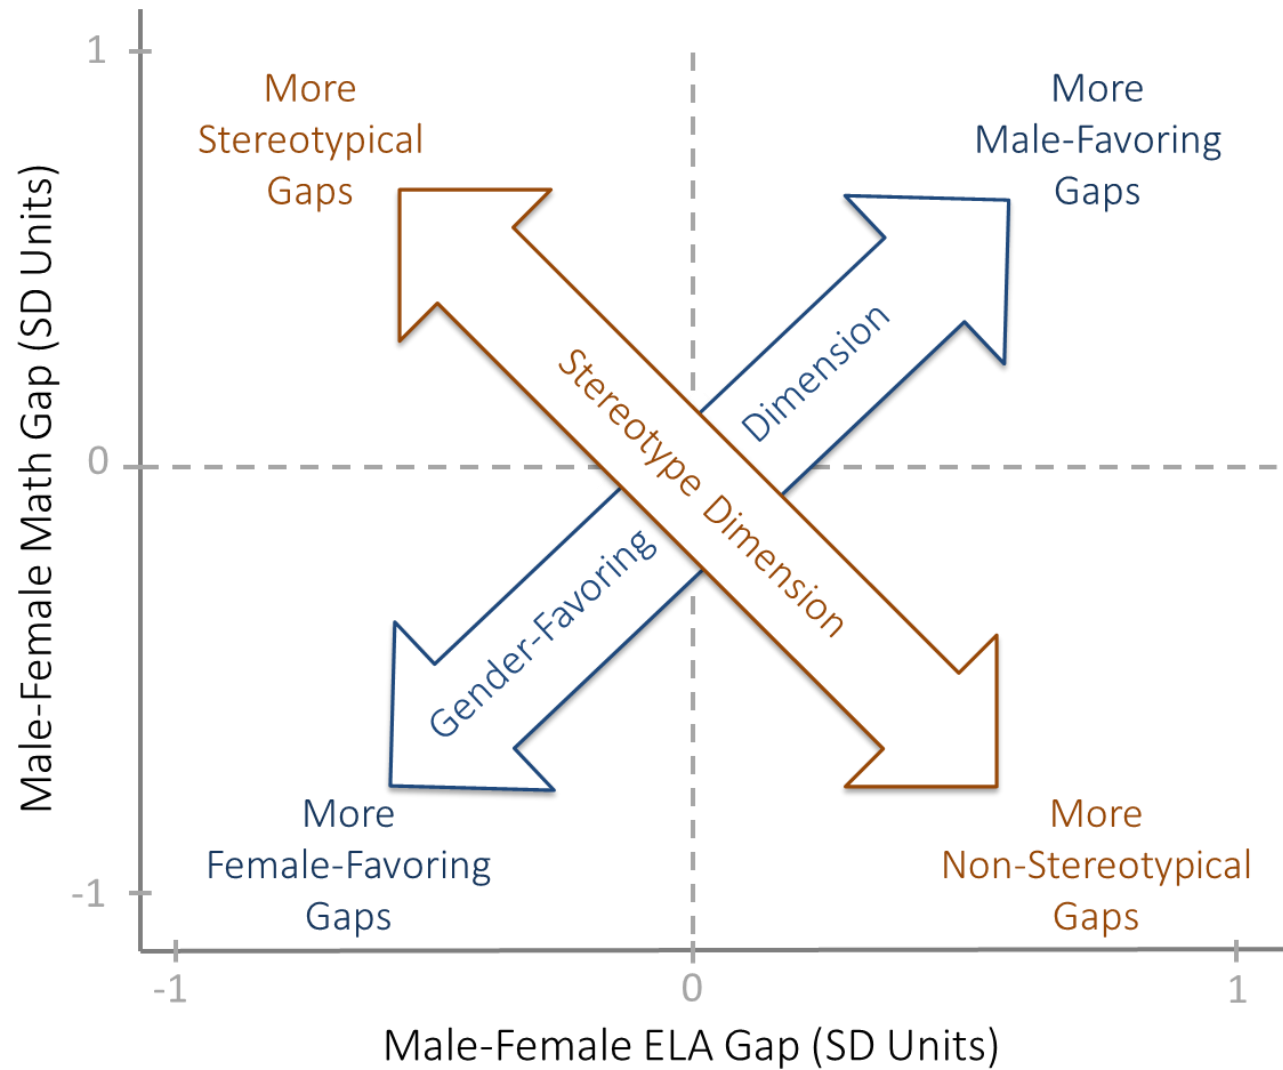 1
More
Stereotypical
Gaps
More
Male-Favoring
Gaps
Male-Female Math Gap (SD Units)
Stereotype Dimension
Gender-Favoring Dimension
0
More
Female-Favoring
Gaps
More
Non-Stereotypical
Gaps
-1
-1
0
1
Male-Female ELA Gap (SD Units)